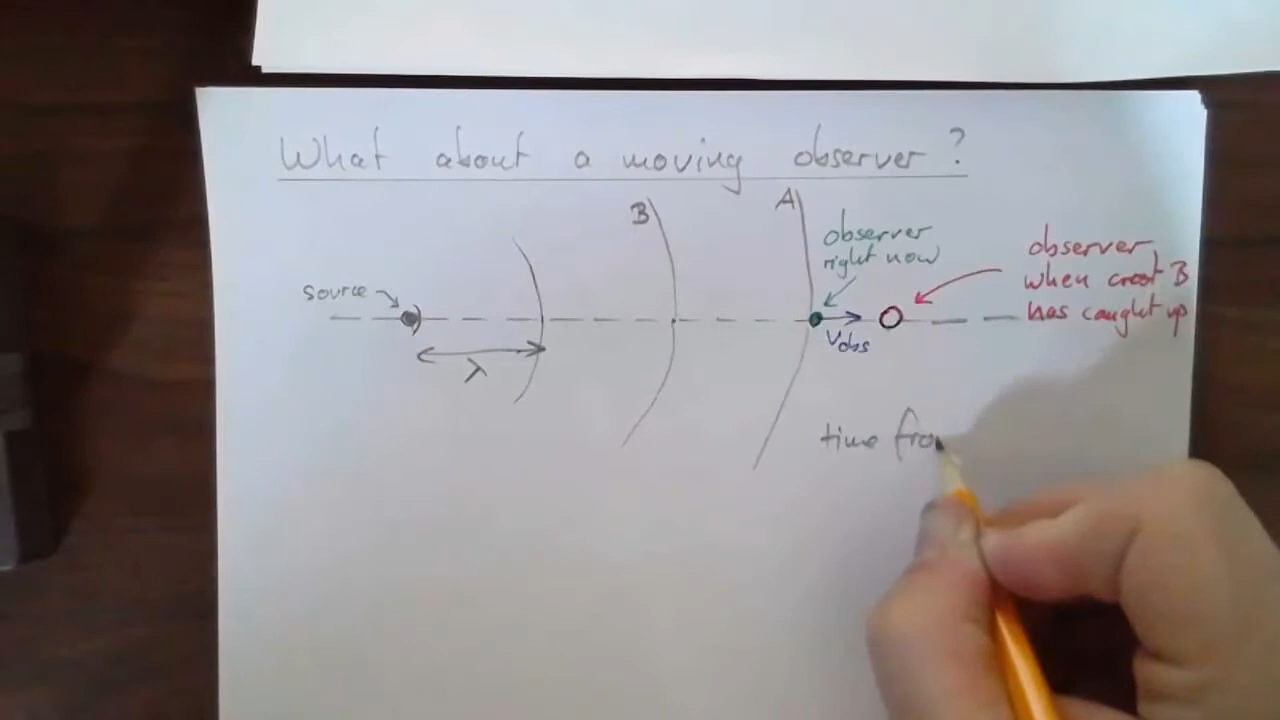 What about a moving observer?
B
A
observer
right now
observer
when crest B
has caught up
source
vobs
λ
time fro